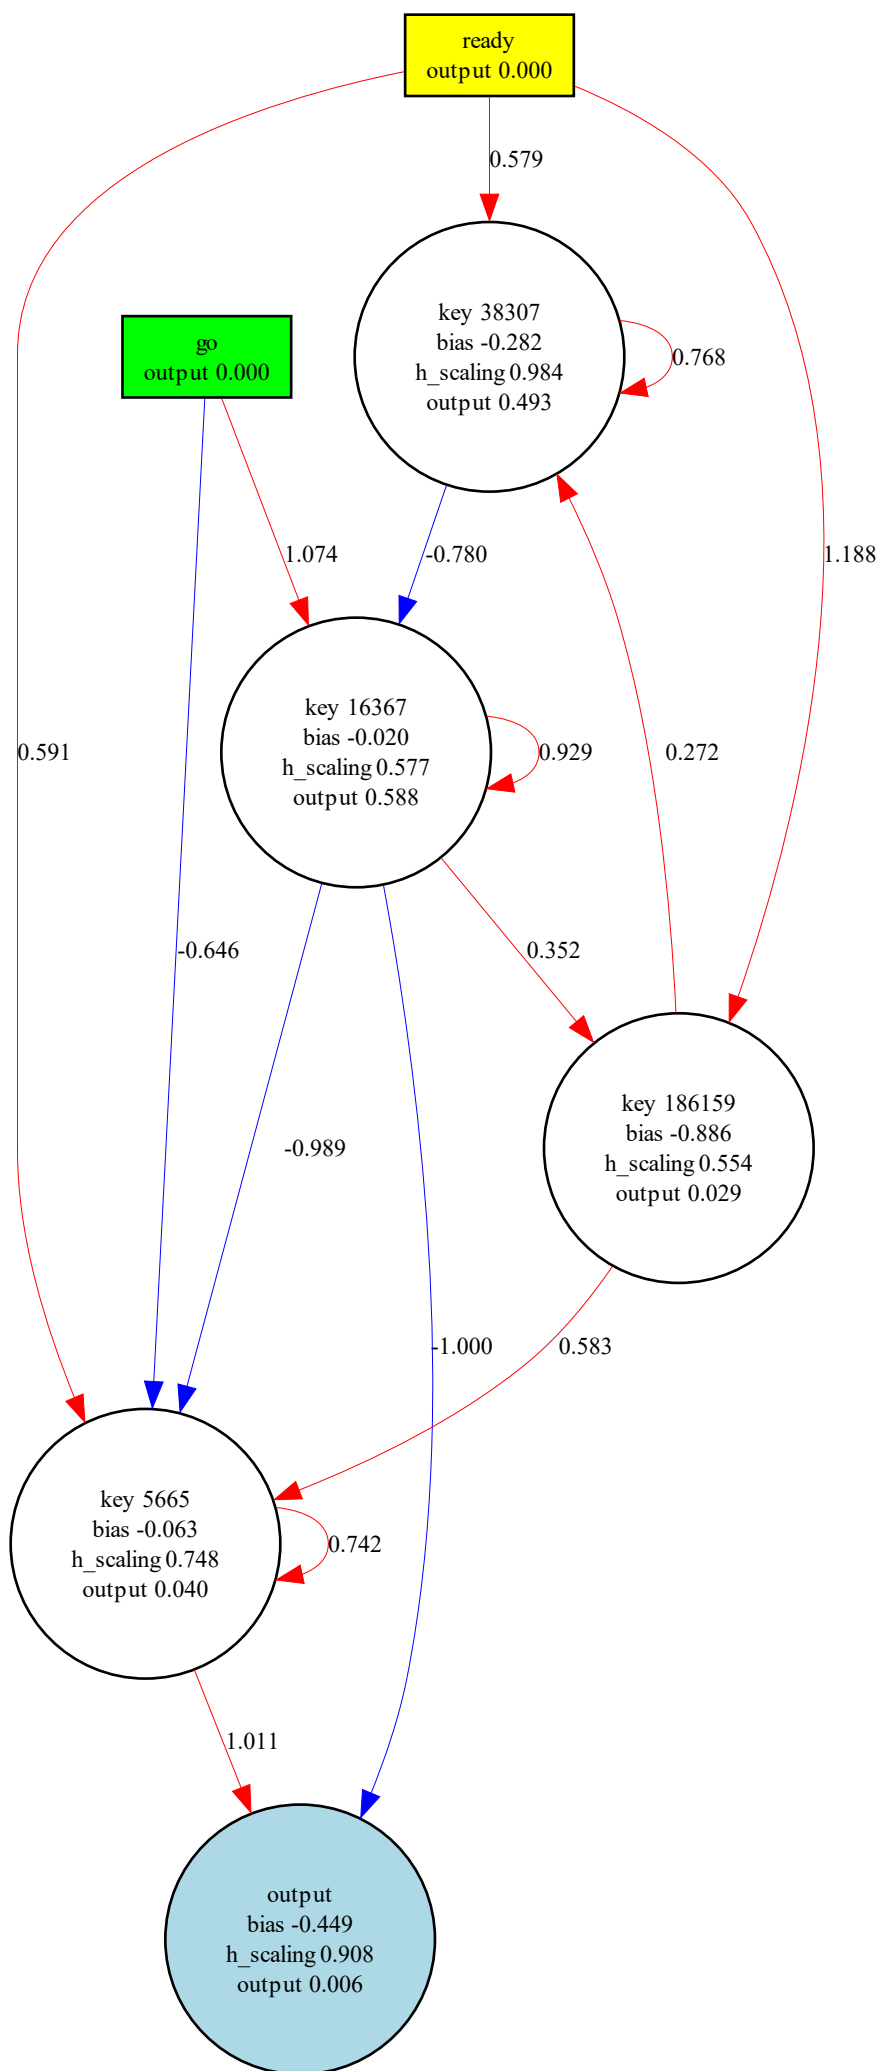 ready
output 0.000
0.579
go
output 0.000
key 38307
bias -0.282
h_scaling 0.984
output 0.493
0.768
1.074
-0.780
1.188
0.591
key 16367
bias -0.020
h_scaling 0.577
output 0.588
0.929
0.272
-0.646
0.352
-0.989
key 186159
bias -0.886
h_scaling 0.554
output 0.029
-1.000
0.583
key 5665
bias -0.063
h_scaling 0.748
output 0.040
0.742
1.011
output
bias -0.449
h_scaling 0.908
output 0.006